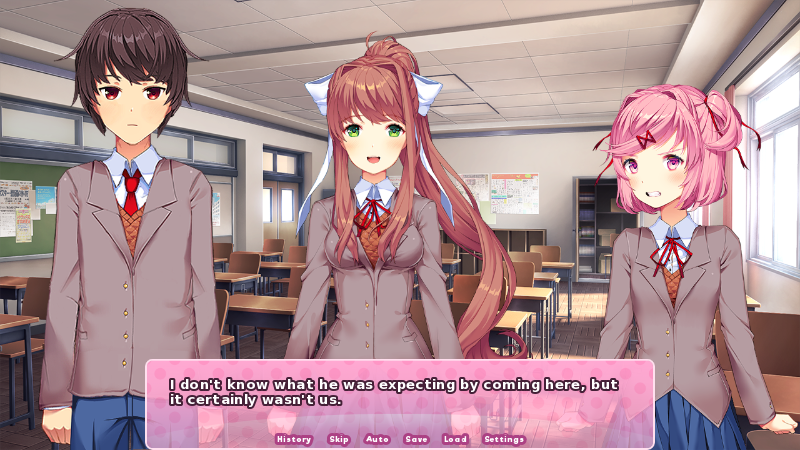 I don't know what he was expecting by coming here, but
it certainly wasn't us.
History Skip Auto Save Load Settings